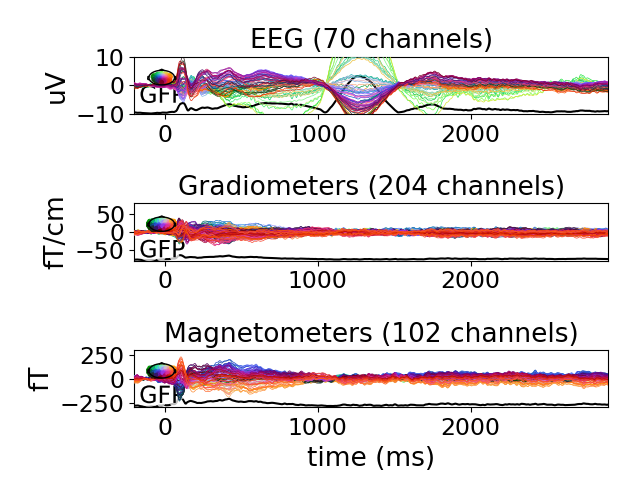 EEG (70 channels)
10
0
−10
uV
GFP
0 1000 2000
Gradiometers (204 channels)
50
0
−50
fT/cm
GFP
0 1000 2000
Magnetometers (102 channels)
250
0
−250
fT
GFP
0 1000 2000
time (ms)